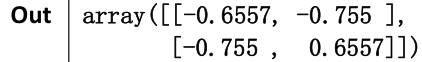 Out array([[-0.6557, -0.755 ],
[-0.755 , 0.6557]])